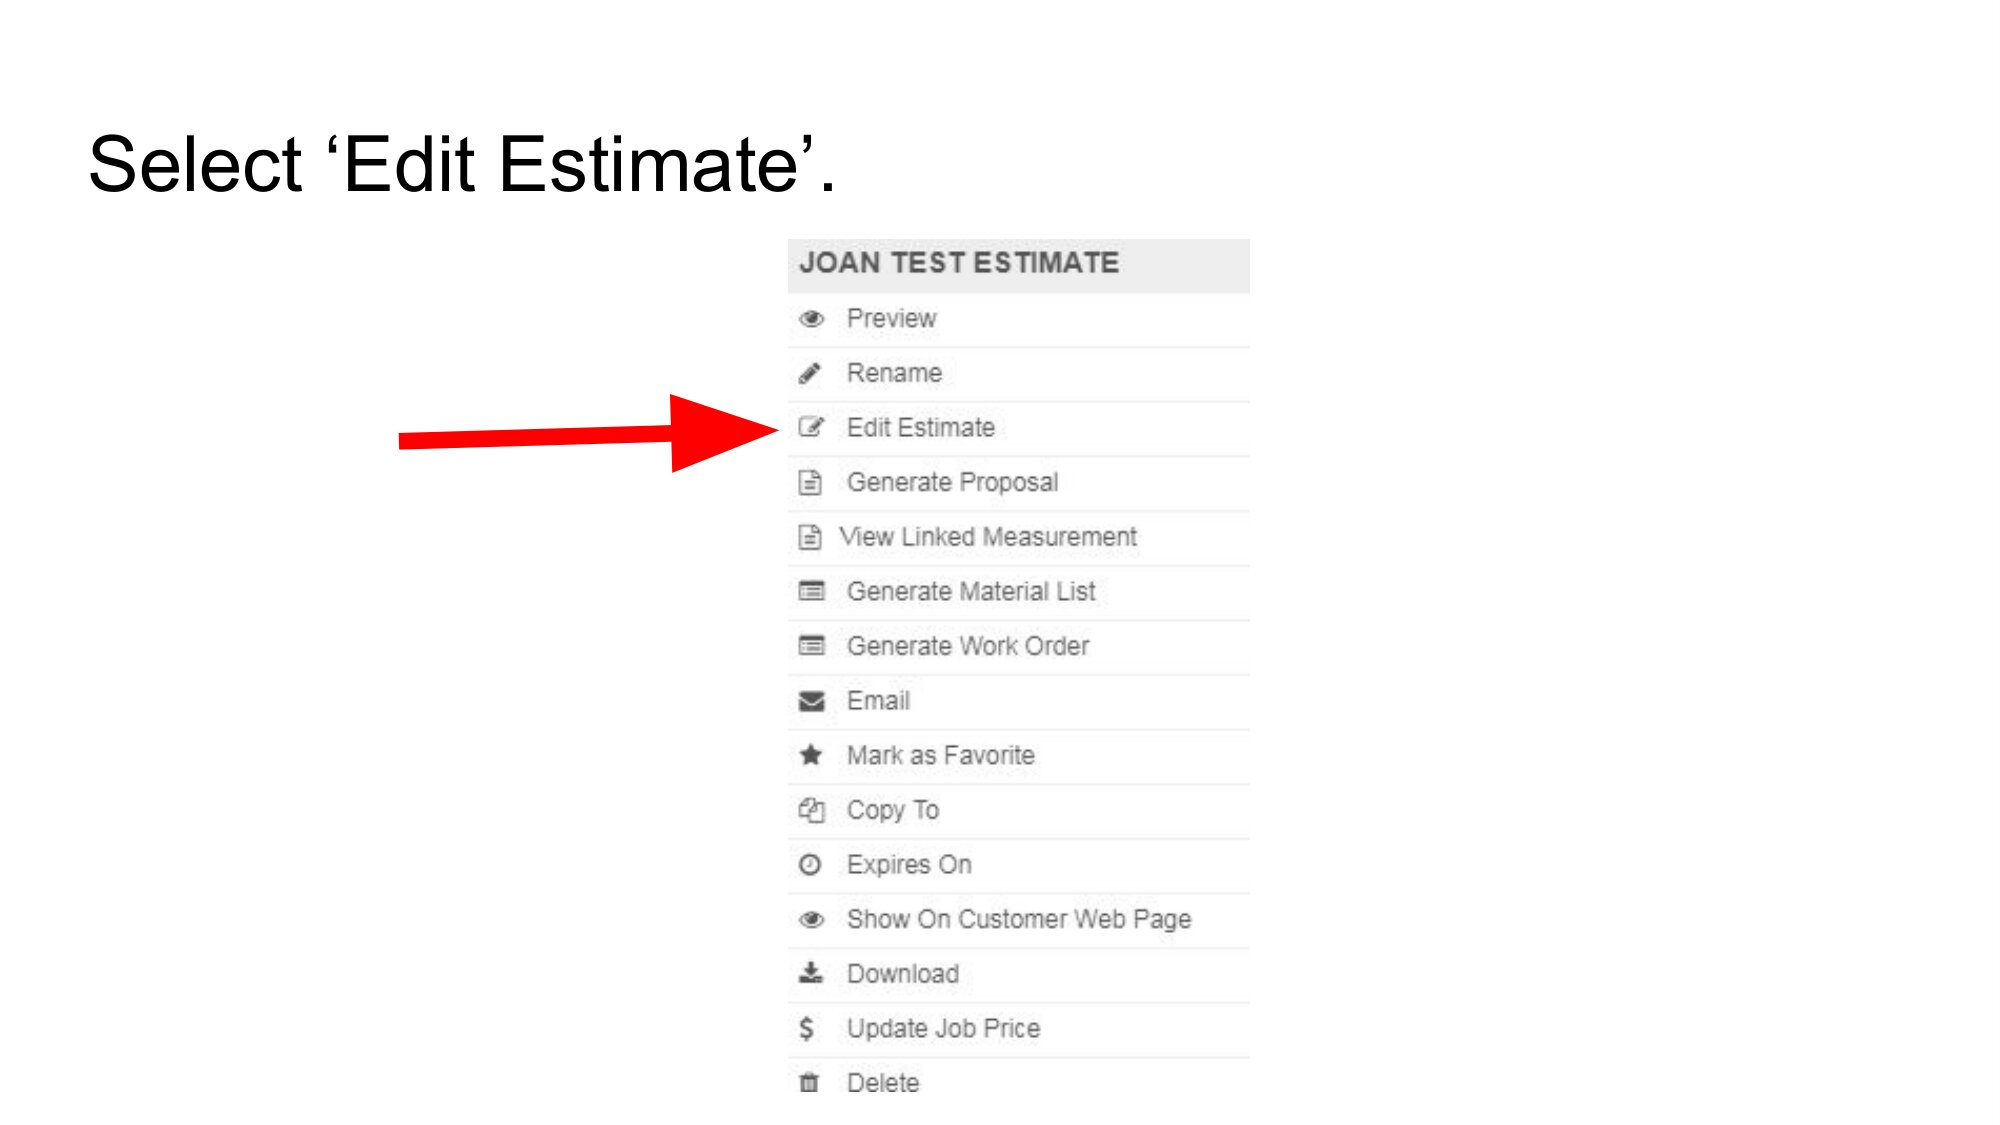 Select ‘Edit Estimate’.
JOAN TEST ESTIMATE
Preview
Rename
Edit Estimate
Generate Proposal
View Linked Measurement
Generate Material List
Generate Work Order
Email
Mark as Favorite
Copy To
Expires On
Show On Customer Web Page
Download
$ Update Job Price
Delete